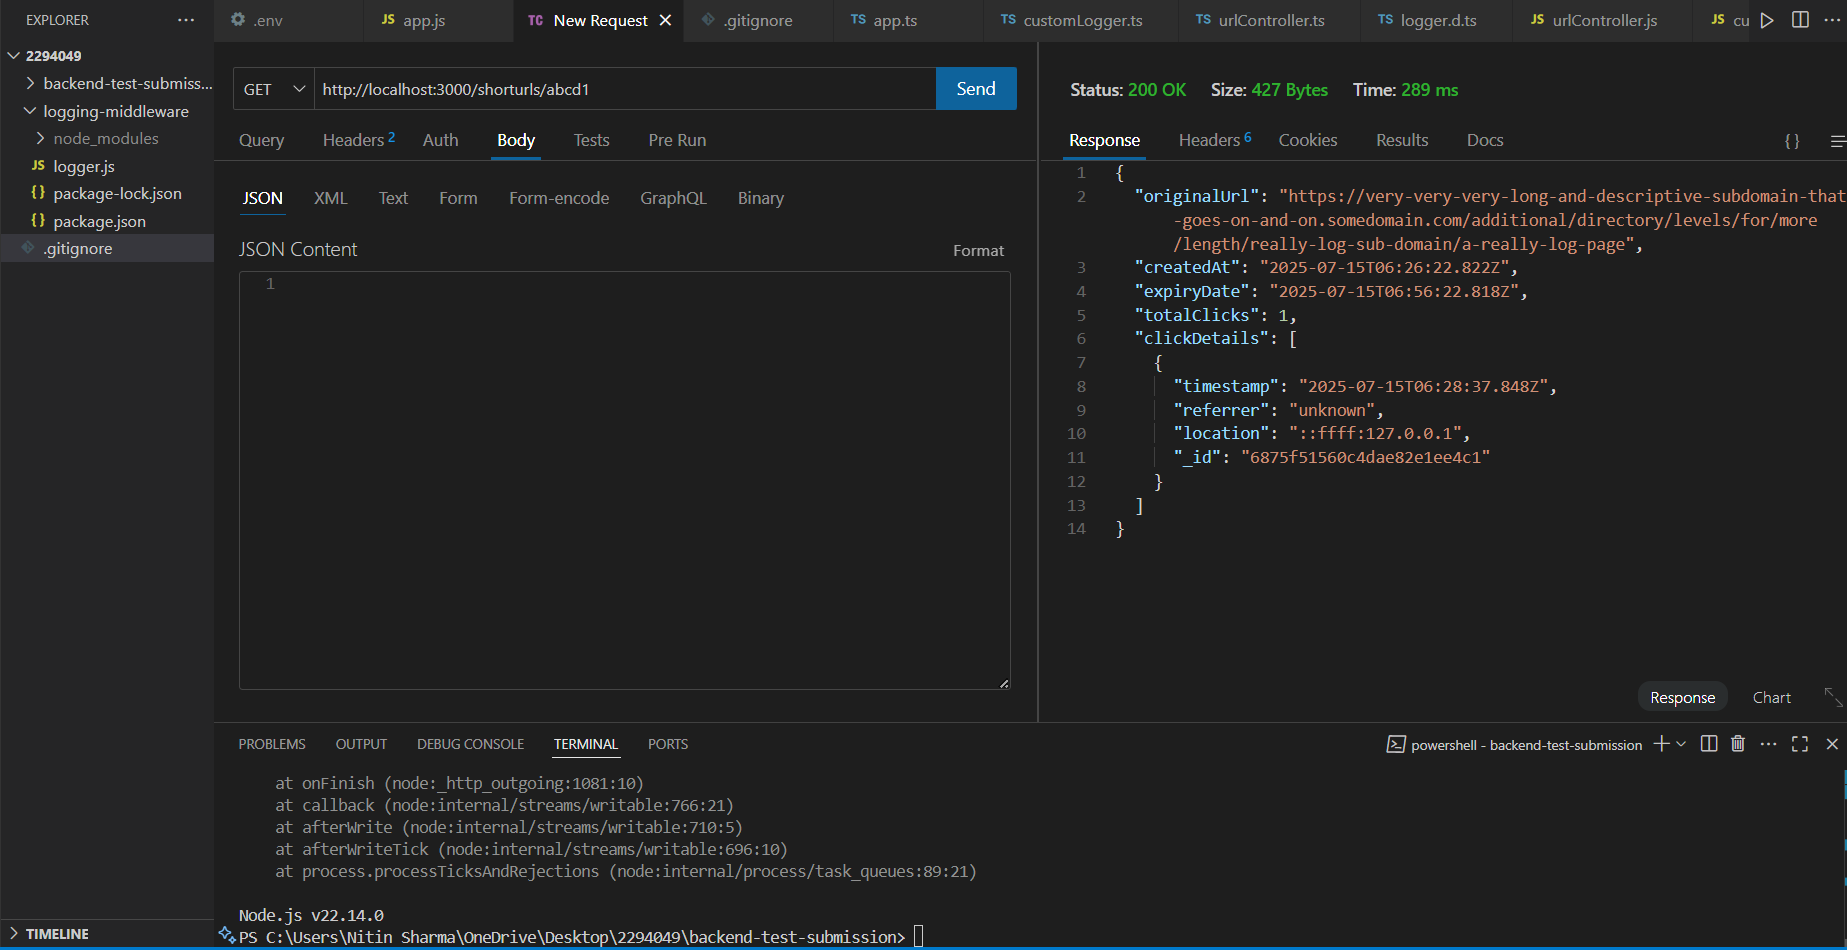 EXPLORER
.env
JS app.js
TC New Request
.gitignore
TS app.ts
TS customLogger.ts
TS urlController.ts
TS logger.d.ts
JS urlController.js
JS cu
2294049
backend-test-submiss...
logging-middleware
node_modules
JS logger.js
{} package-lock.json
{} package.json
.gitignore
TIMELINE
GET http://localhost:3000/shorturls/abcd1 Send
Query Headers 2 Auth Body Tests Pre Run
JSON XML Text Form Form-encode GraphQL Binary
JSON Content Format
1
Status: 200 OK Size: 427 Bytes Time: 289 ms
Response Headers 6 Cookies Results Docs {}
1 {
2 "originalUrl": "https://very-very-very-long-and-descriptive-subdomain-that
-goes-on-and-on.somedomain.com/additional/directory/levels/for/more
/length/really-log-sub-domain/a-really-log-page",
3 "createdAt": "2025-07-15T06:26:22.822Z",
4 "expiryDate": "2025-07-15T06:56:22.818Z",
5 "totalClicks": 1,
6 "clickDetails": [
7 {
8 "timestamp": "2025-07-15T06:28:37.848Z",
9 "referrer": "unknown",
10 "location": "::ffff:127.0.0.1",
11 "_id": "6875f51560c4dae82e1ee4c1"
12 }
13 ]
14 }
Response Chart
PROBLEMS OUTPUT DEBUG CONSOLE TERMINAL PORTS
powershell - backend-test-submission
at onFinish (node:_http_outgoing:1081:10)
at callback (node:internal/streams/writable:766:21)
at afterWrite (node:internal/streams/writable:710:5)
at afterWriteTick (node:internal/streams/writable:696:10)
at process.processTicksAndRejections (node:internal/process/task_queues:89:21)
Node.js v22.14.0
PS C:\Users\Nitin Sharma\OneDrive\Desktop\2294049\backend-test-submission>